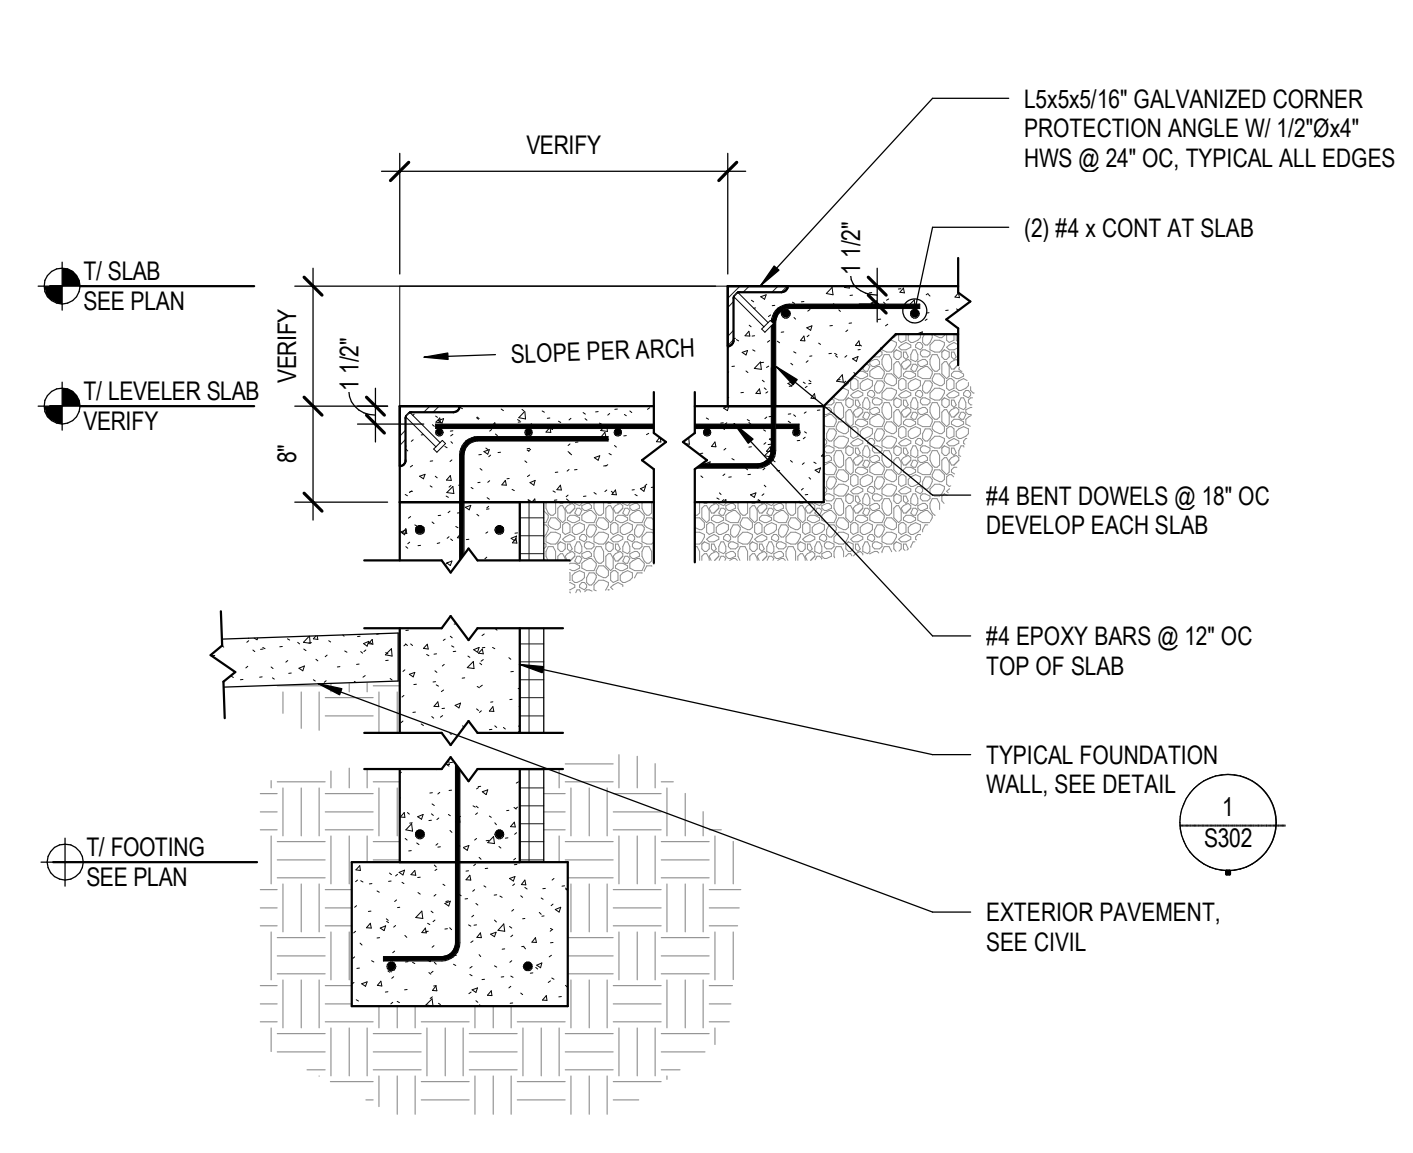 L5x5x5/16" GALVANIZED CORNER
PROTECTION ANGLE W/ 1/2"Øx4"
HWS @ 24" OC, TYPICAL ALL EDGES
VERIFY
(2) #4 x CONT AT SLAB
1 1/2"
T/ SLAB
SEE PLAN
VERIFY
SLOPE PER ARCH
1 1/2"
T/ LEVELER SLAB
VERIFY
8"
#4 BENT DOWELS @ 18" OC
DEVELOP EACH SLAB
#4 EPOXY BARS @ 12" OC
TOP OF SLAB
TYPICAL FOUNDATION
WALL, SEE DETAIL
1
S302
T/ FOOTING
SEE PLAN
EXTERIOR PAVEMENT,
SEE CIVIL